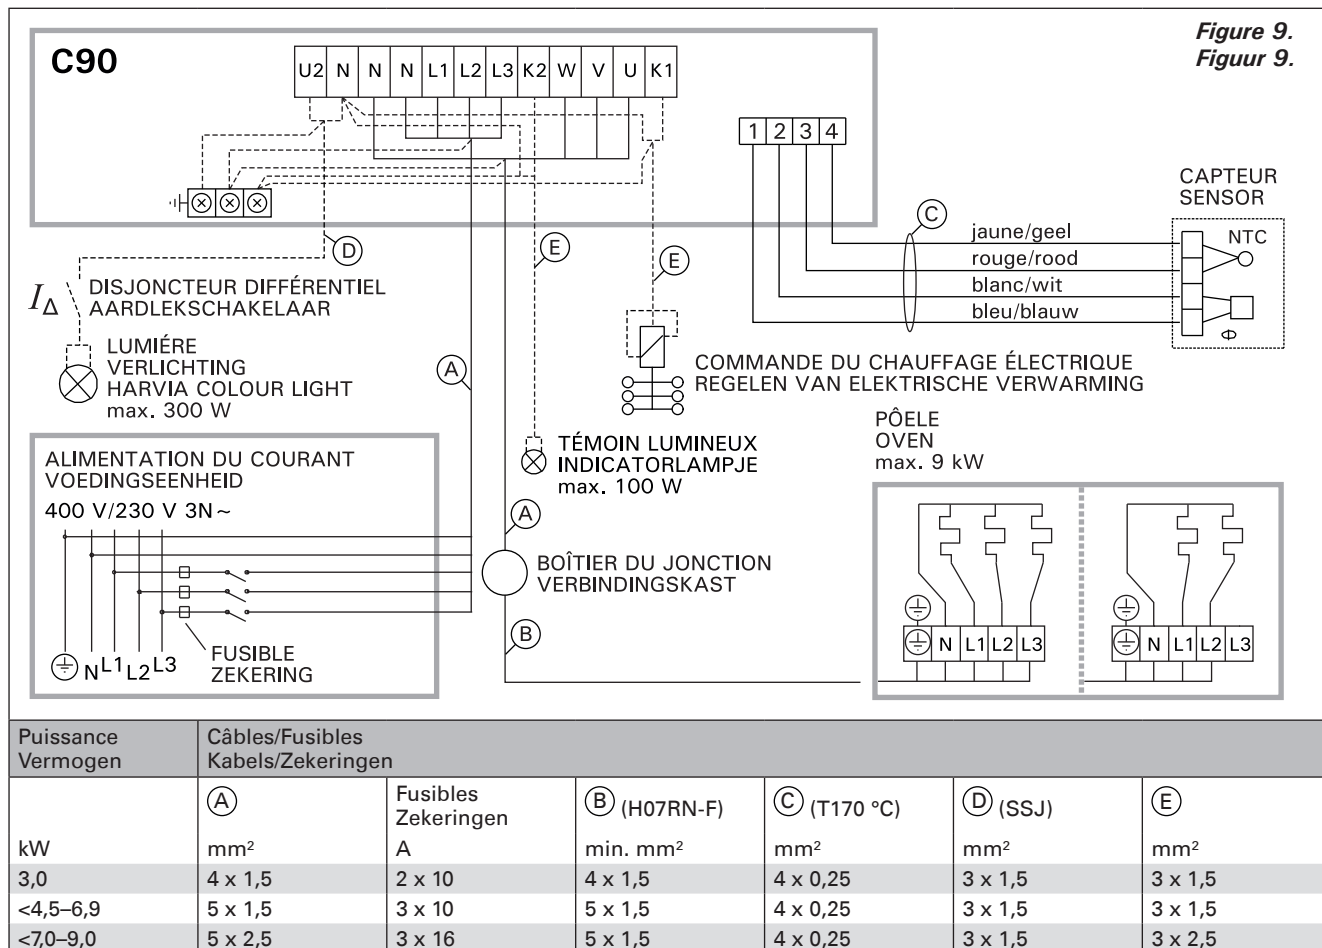 Figure 9.
Figuur 9.
C90
U2 N N N L1 L2 L3 K2 W V U K1
1 2 3 4
CAPTEUR
SENSOR
C
jaune/geel
NTC
rouge/rood
blanc/wit
bleu/blauw
D
E
E
I∆
DISJONCTEUR DIFFÉRENTIEL
AARDLEKSCHAKELAAR
LUMIÉRE
VERLICHTING
HARVIA COLOUR LIGHT
max. 300 W
A
COMMANDE DU CHAUFFAGE ÉLECTRIQUE
REGELEN VAN ELEKTRISCHE VERWARMING
TÉMOIN LUMINEUX
INDICATORLAMPJE
max. 100 W
PÔELE
OVEN
max. 9 kW
ALIMENTATION DU COURANT
VOEDINGSEENHEID
400 V/230 V 3N~
A
BOÎTIER DU JONCTION
VERBINDINGSKAST
B
N L1 L2 L3
FUSIBLE
ZEKERING
N L1 L2 L3
N L1 L2 L3
Puissance
Vermogen
Câbles/Fusibles
Kabels/Zekeringen
A
Fusibles
Zekeringen
B (H07RN-F)
C (T170 °C)
D (SSJ)
E
kW mm² A min. mm² mm² mm² mm²
3,0 4 x 1,5 2 x 10 4 x 1,5 4 x 0,25 3 x 1,5 3 x 1,5
<4,5–6,9 5 x 1,5 3 x 10 5 x 1,5 4 x 0,25 3 x 1,5 3 x 1,5
<7,0–9,0 5 x 2,5 3 x 16 5 x 1,5 4 x 0,25 3 x 1,5 3 x 2,5